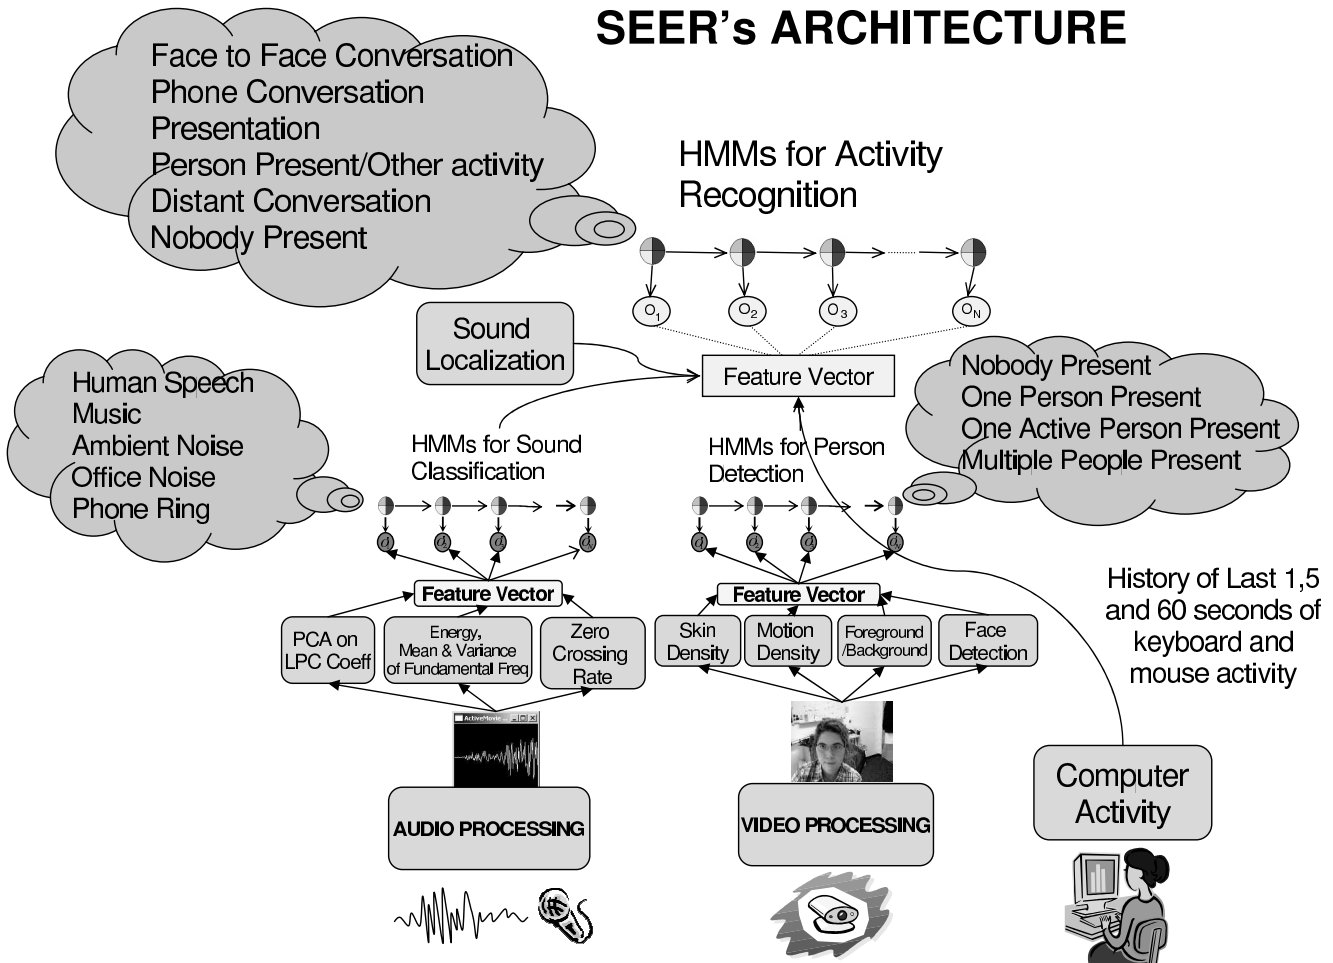 SEER's ARCHITECTURE
Face to Face Conversation
Phone Conversation
Presentation
Person Present/Other activity
Distant Conversation
Nobody Present
HMMs for Activity
Recognition
O1
O2
O3
ON
Sound
Localization
Feature Vector
Human Speech
Music
Ambient Noise
Office Noise
Phone Ring
HMMs for Sound
Classification
HMMs for Person
Detection
Nobody Present
One Person Present
One Active Person Present
Multiple People Present
Feature Vector
PCA on
LPC Coeff
Energy,
Mean & Variance
of Fundamental Freq
Zero
Crossing
Rate
Feature Vector
Skin
Density
Motion
Density
Foreground
/Background
Face
Detection
History of Last 1,5
and 60 seconds of
keyboard and
mouse activity
ActiveMovie ...
AUDIO PROCESSING
VIDEO PROCESSING
Computer
Activity